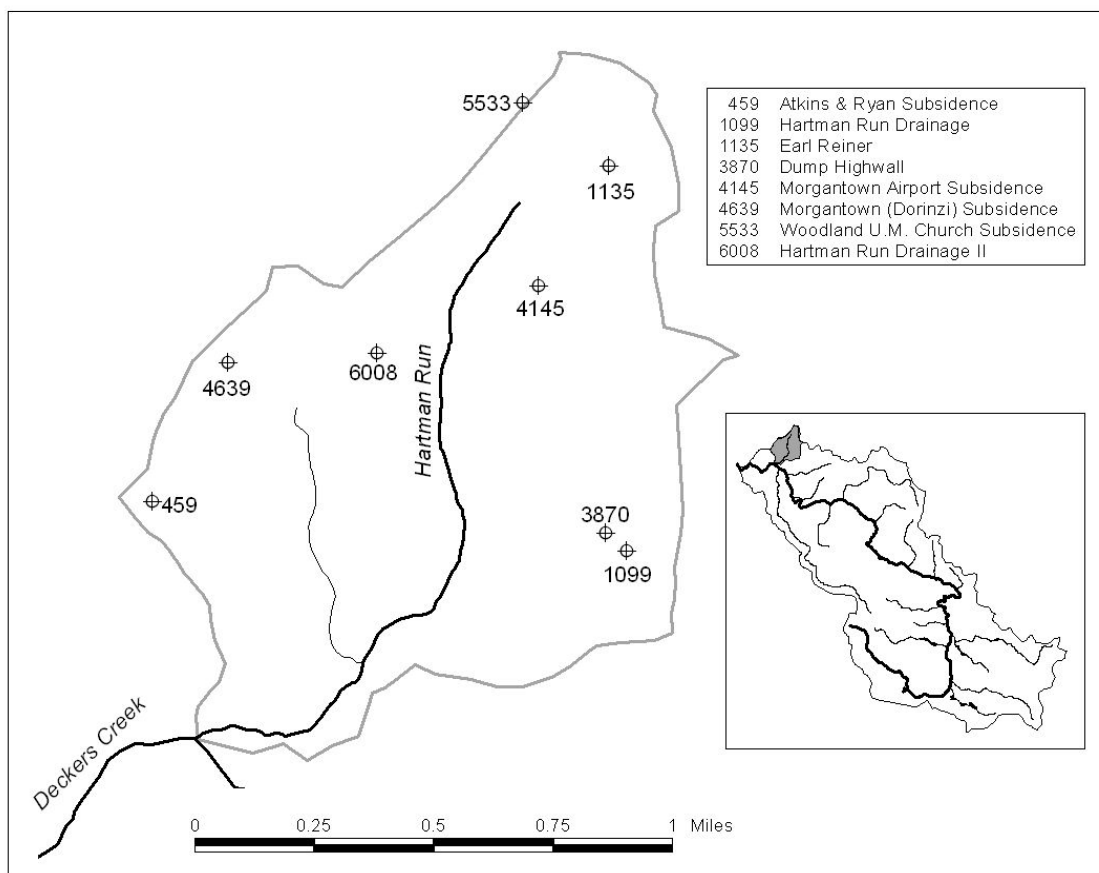 5533
1135
4145
6008
4639
Hartman Run
459
3870
1099
Deckers Creek
0 0.25 0.5 0.75 1 Miles
459 Atkins & Ryan Subsidence
1099 Hartman Run Drainage
1135 Earl Reiner
3870 Dump Highwall
4145 Morgantown Airport Subsidence
4639 Morgantown (Dorinzi) Subsidence
5533 Woodland U.M. Church Subsidence
6008 Hartman Run Drainage II